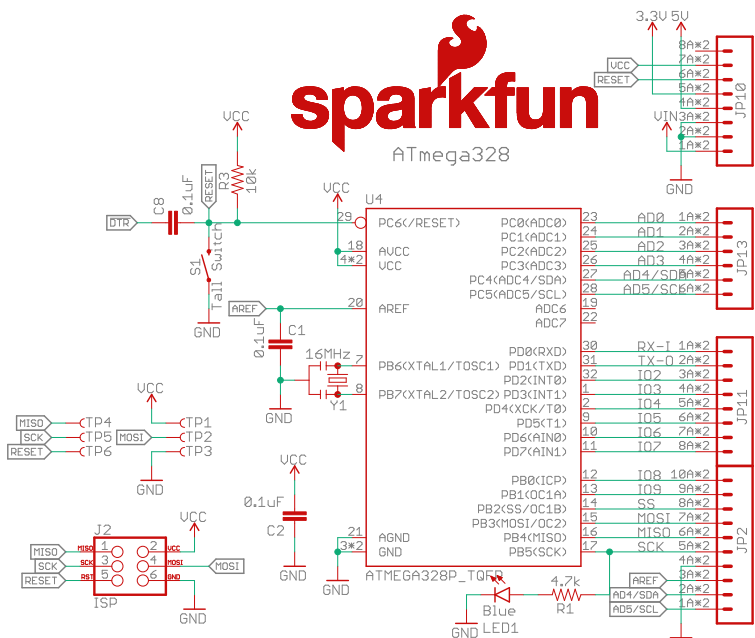 sparkfun
ATmega328
3.3V 5V
8A*2
VCC 7A*2
RESET 6A*2
5A*2
4A*2
VIN 3A*2
2A*2
1A*2
JP10
GND
VCC
R3
10k
RESET
C8
0.1uF
DTR
S1
Tall Switch
GND
VCC
U4
29 PC6(/RESET)
18 AVCC
4*2 VCC
AREF 20 AREF
0.1uF
C1
16MHz
7 PB6(XTAL1/TOSC1)
8 PB7(XTAL2/TOSC2)
Y1
GND
21 AGND
3*2 GND
GND
ATMEGA328P_TQFP
PC0(ADC0) 23 AD0 1A*2
PC1(ADC1) 24 AD1 2A*2
PC2(ADC2) 25 AD2 3A*2
PC3(ADC3) 26 AD3 4A*2
PC4(ADC4/SDA) 27 AD4/SDA 5A*2
PC5(ADC5/SCL) 28 AD5/SCL 6A*2
ADC6 19
ADC7 22
JP13
PD0(RXD) 30 RX-I 1A*2
PD1(TXD) 31 TX-O 2A*2
PD2(INT0) 32 IO2 3A*2
PD3(INT1) 1 IO3 4A*2
PD4(XCK/T0) 2 IO4 5A*2
PD5(T1) 9 IO5 6A*2
PD6(AIN0) 10 IO6 7A*2
PD7(AIN1) 11 IO7 8A*2
JP11
PB0(ICP) 12 IO8 10A*2
PB1(OC1A) 13 IO9 9A*2
PB2(SS/OC1B) 14 SS 8A*2
PB3(MOSI/OC2) 15 MOSI 7A*2
PB4(MISO) 16 MISO 6A*2
PB5(SCK) 17 SCK 5A*2
4A*2
AREF 3A*2
AD4/SDA 2A*2
AD5/SCL 1A*2
JP2
GND
4.7k
R1
Blue
LED1
GND
VCC
MISO TP4 TP1
SCK TP5 MOSI TP2
RESET TP6 TP3
GND
VCC
0.1uF
C2
GND
J2
VCC
MISO MISO 1 2 VCC
SCK SCK 3 4 MOSI MOSI
RESET RST 5 6 GND
ISP
GND